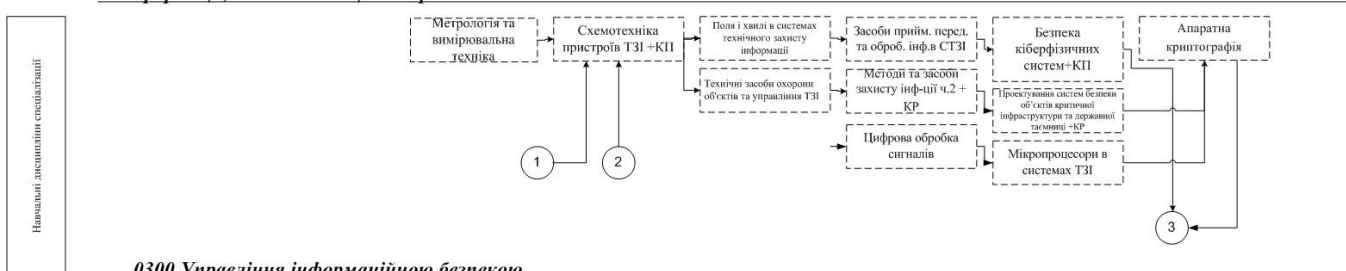 Навчальні дисципліни спеціалізації
Метрологія та
вимірювальна
техніка
Схемотехніка
пристроїв ТЗІ +КП
Поля і хвилі в системах
технічного захисту
інформації
Технічні засоби охорони
об'єктів та управління ТЗІ
Засоби прийм. перед.
та оброб. інф.в СТЗІ
Методи та засоби
захисту інф-ції ч.2 +
КР
Цифрова обробка
сигналів
Безпека
кіберфізичних
систем+КП
Проектування систем безпеки
об'єктів критичної
інфраструктури та державної
таємниці +КР
Мікропроцесори в
системах ТЗІ
Апаратна
криптографія
1
2
3
0300 Управління інформаційною безпекою